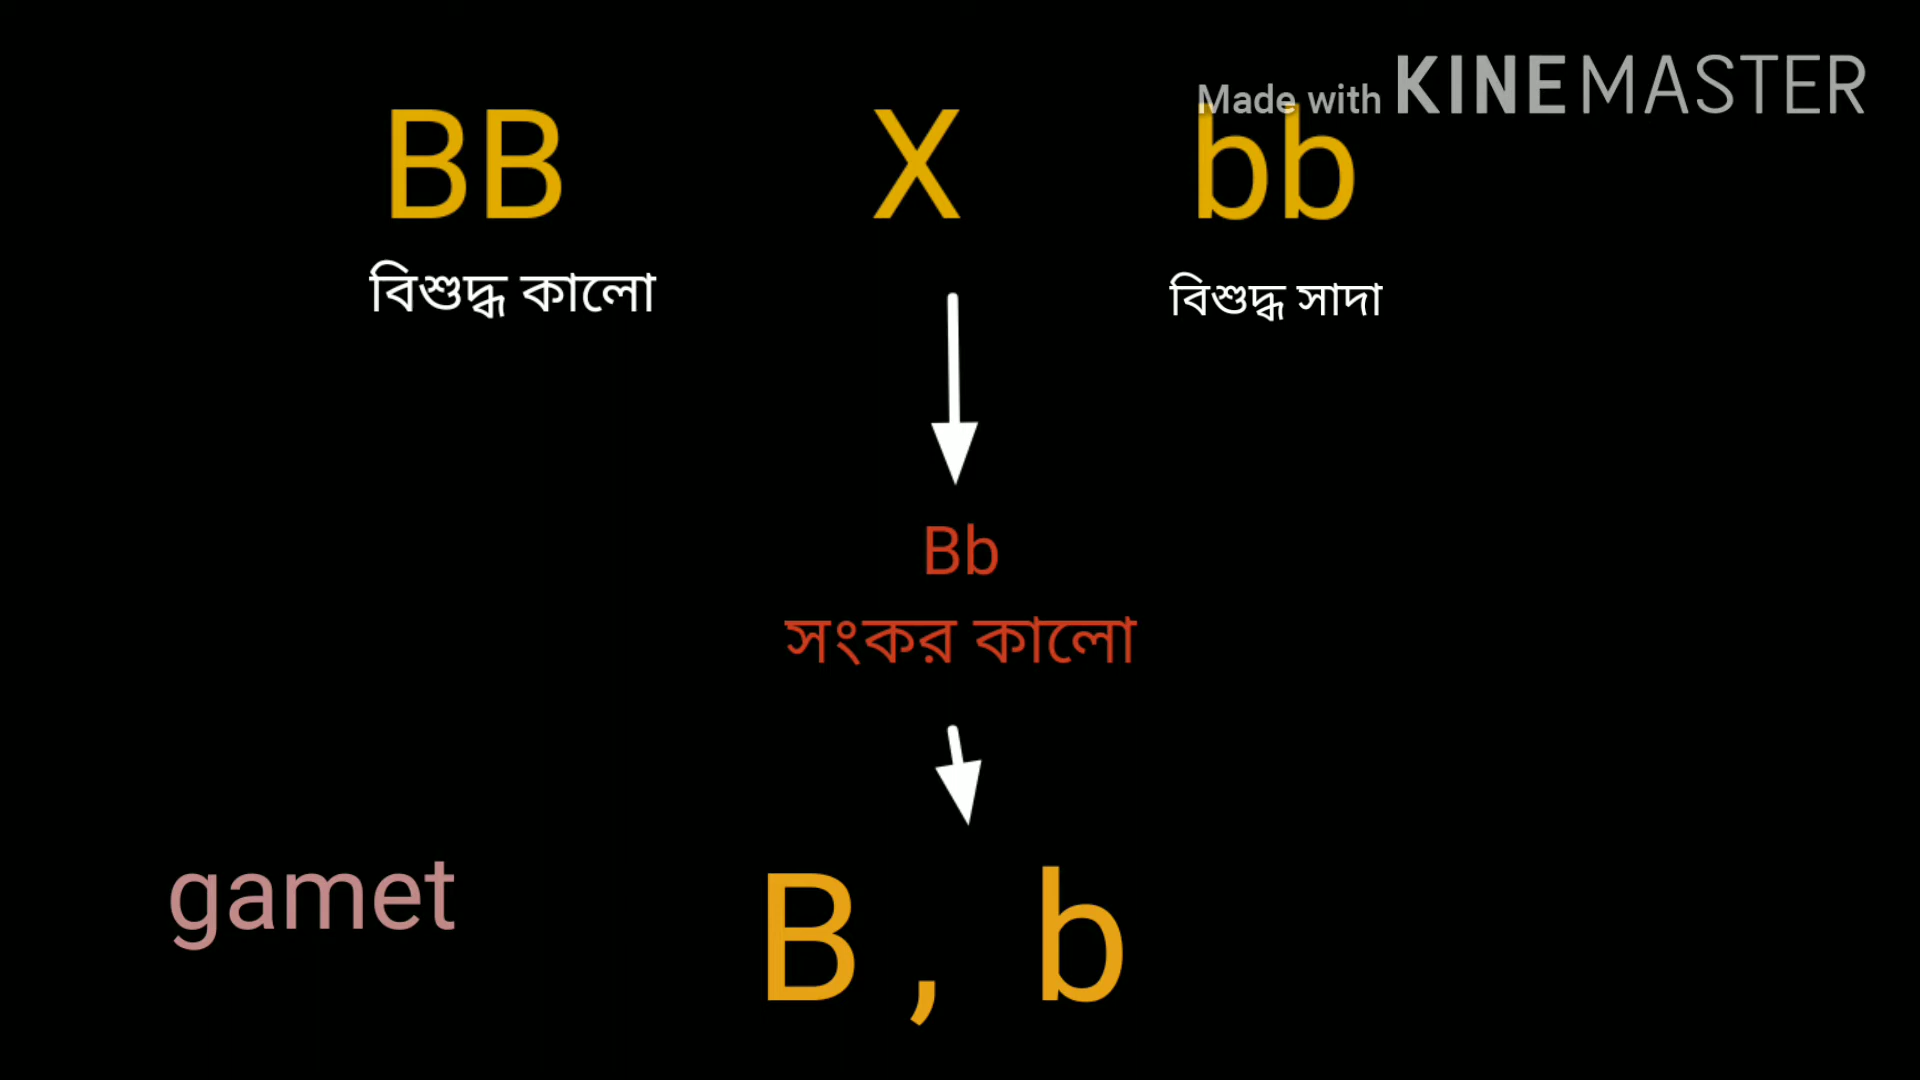 Made with KINEMASTER
BB X bb
বিশুদ্ধ কালো বিশুদ্ধ সাদা
Bb
সংকর কালো
gamet B , b